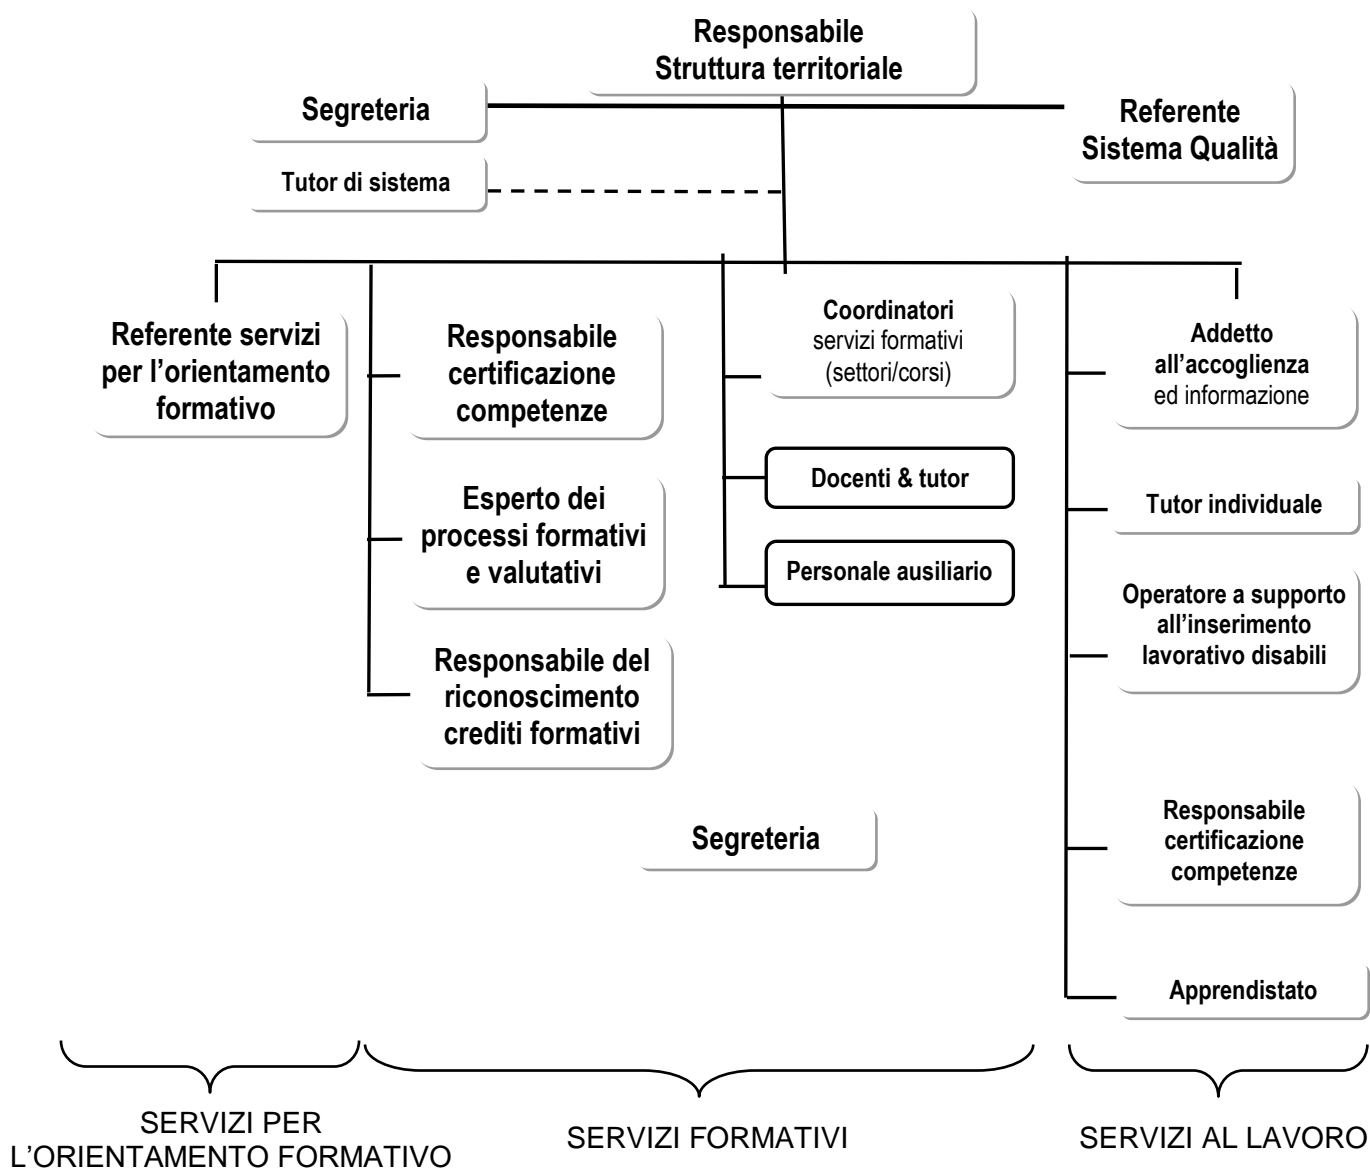 Responsabile
Struttura territoriale
Segreteria
Referente
Sistema Qualità
Tutor di sistema
Referente servizi
per l’orientamento
formativo
Responsabile
certificazione
competenze
Esperto dei
processi formativi
e valutativi
Responsabile del
riconoscimento
crediti formativi
Coordinatori
servizi formativi
(settori/corsi)
Docenti & tutor
Personale ausiliario
Segreteria
Addetto
all’accoglienza
ed informazione
Tutor individuale
Operatore a supporto
all’inserimento
lavorativo disabili
Responsabile
certificazione
competenze
Apprendistato
SERVIZI PER
L’ORIENTAMENTO FORMATIVO
SERVIZI FORMATIVI
SERVIZI AL LAVORO